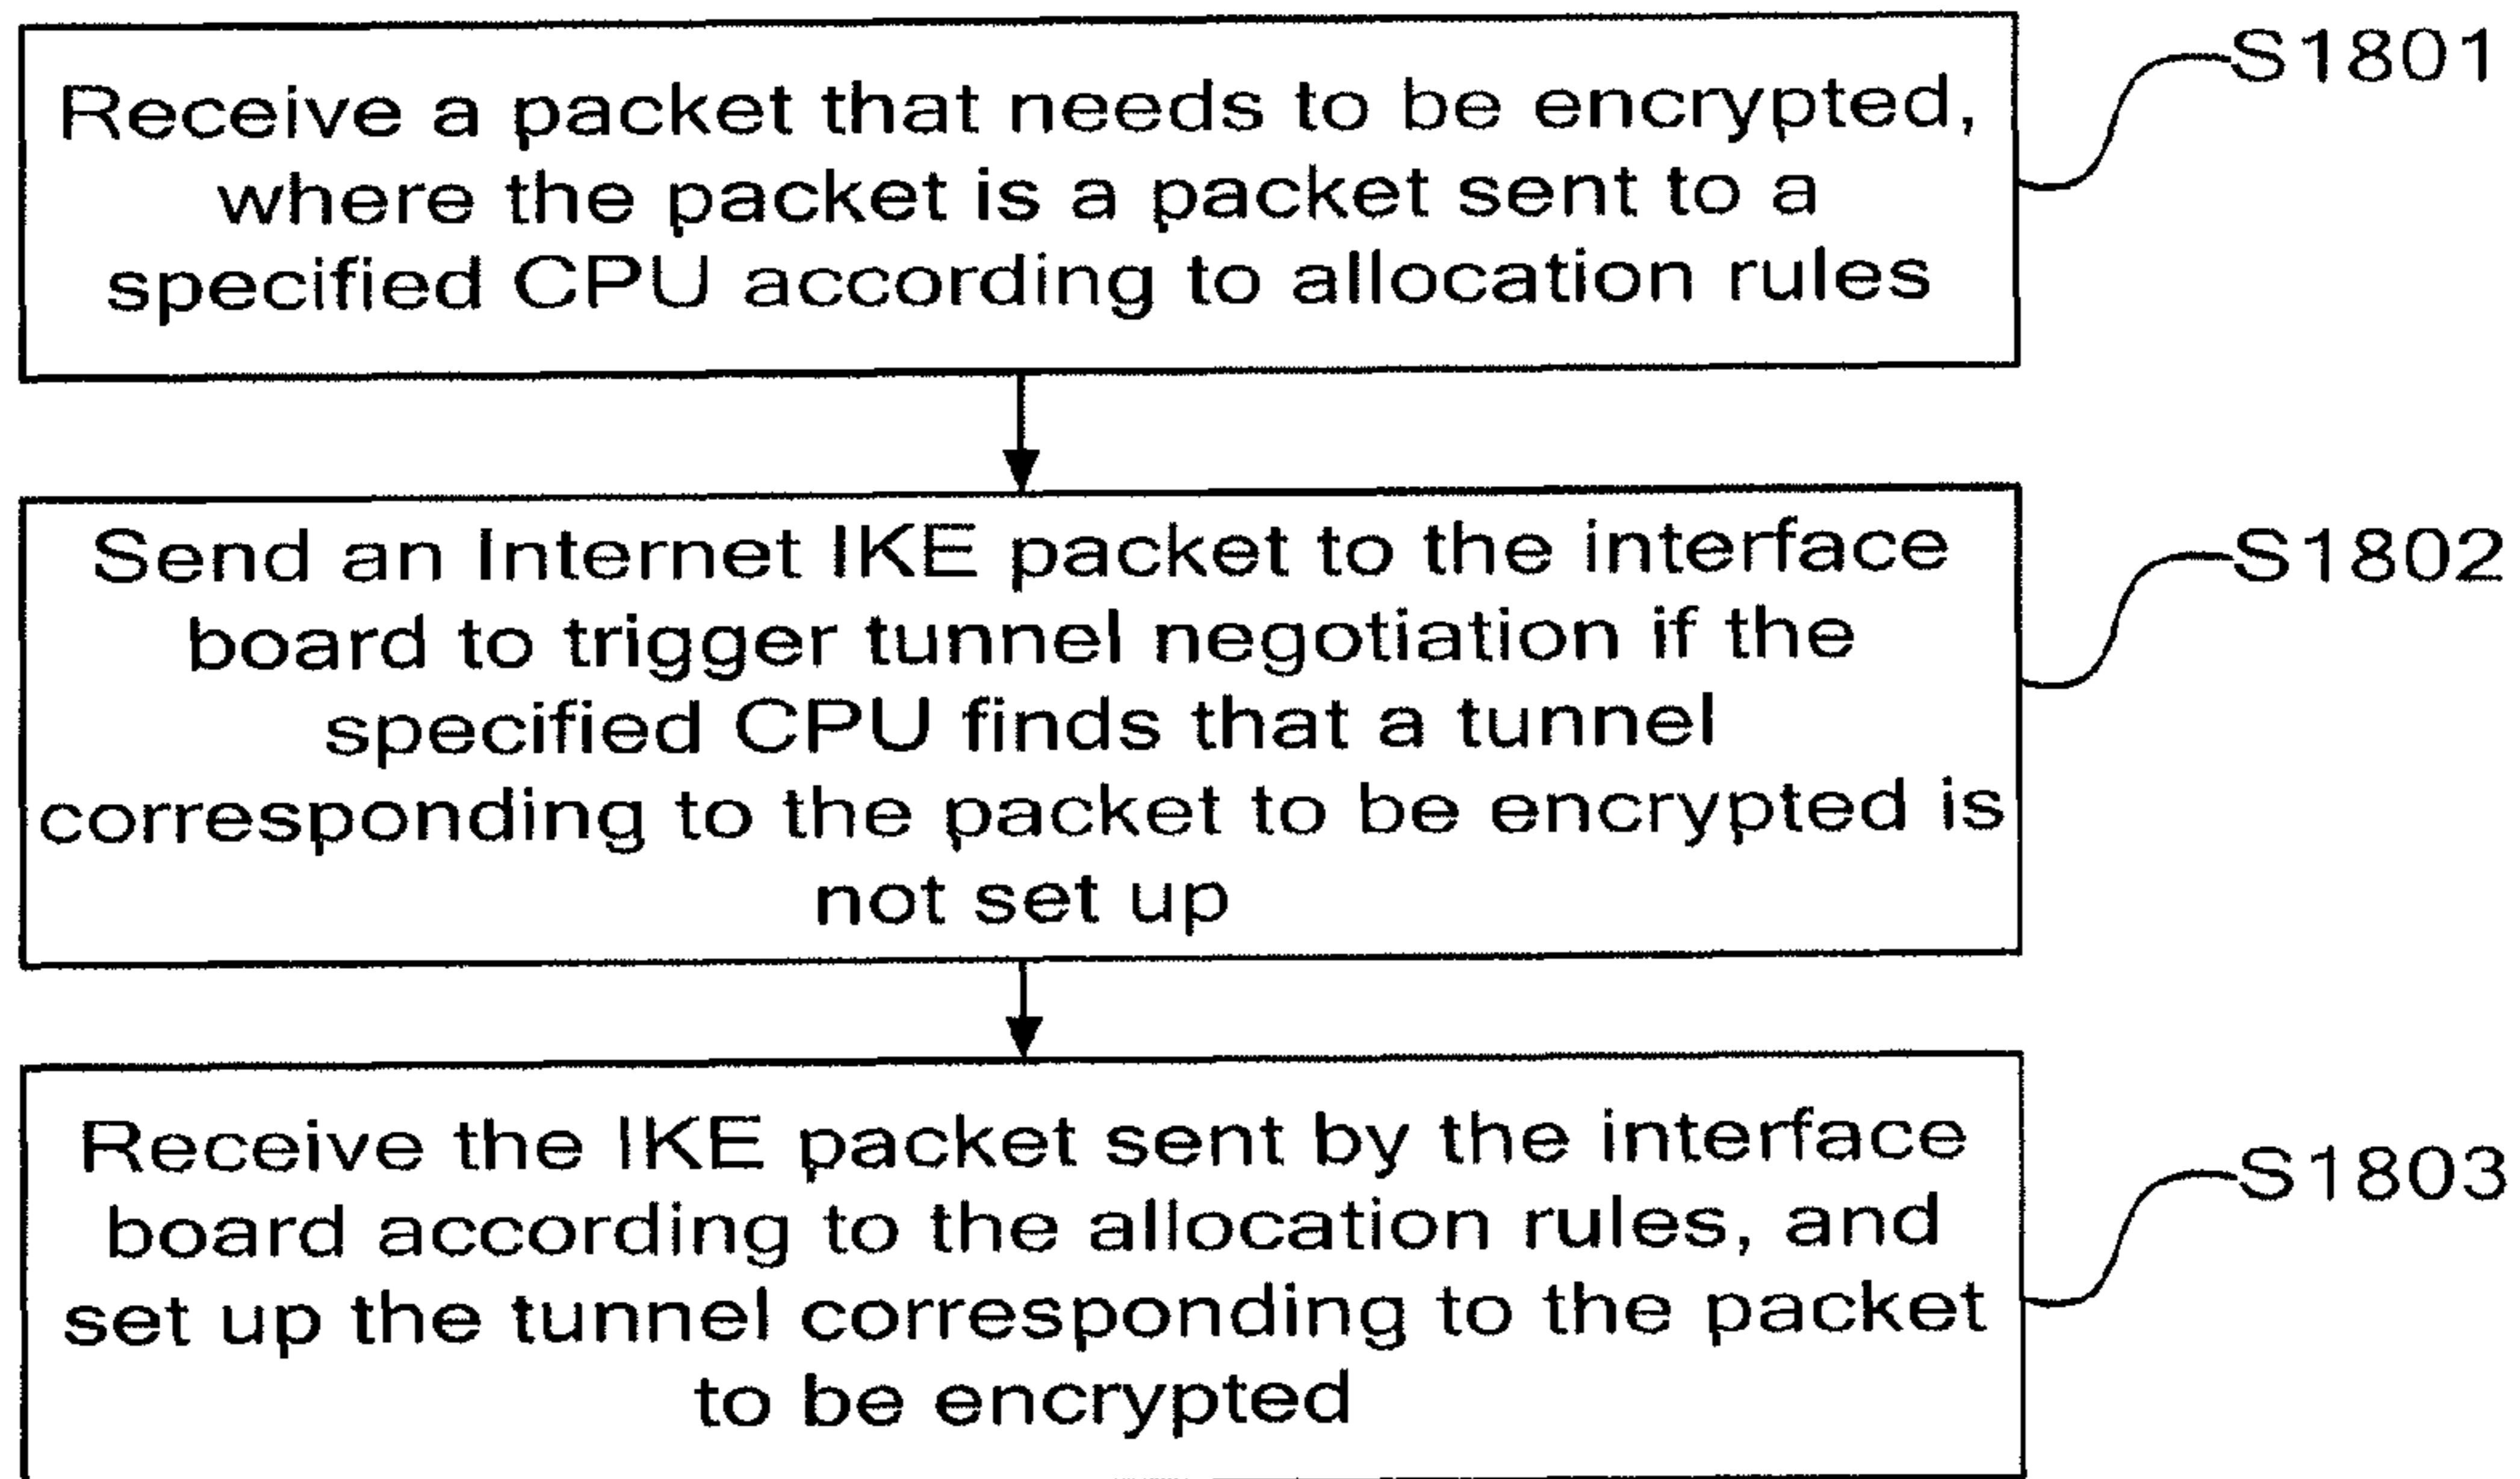 Receive a packet that needs to be encrypted,
where the packet is a packet sent to a
specified CPU according to allocation rules
S1801
Send an Internet IKE packet to the interface
board to trigger tunnel negotiation if the
specified CPU finds that a tunnel
corresponding to the packet to be encrypted is
not set up
S1802
Receive the IKE packet sent by the interface
board according to the allocation rules, and
set up the tunnel corresponding to the packet
to be encrypted
S1803